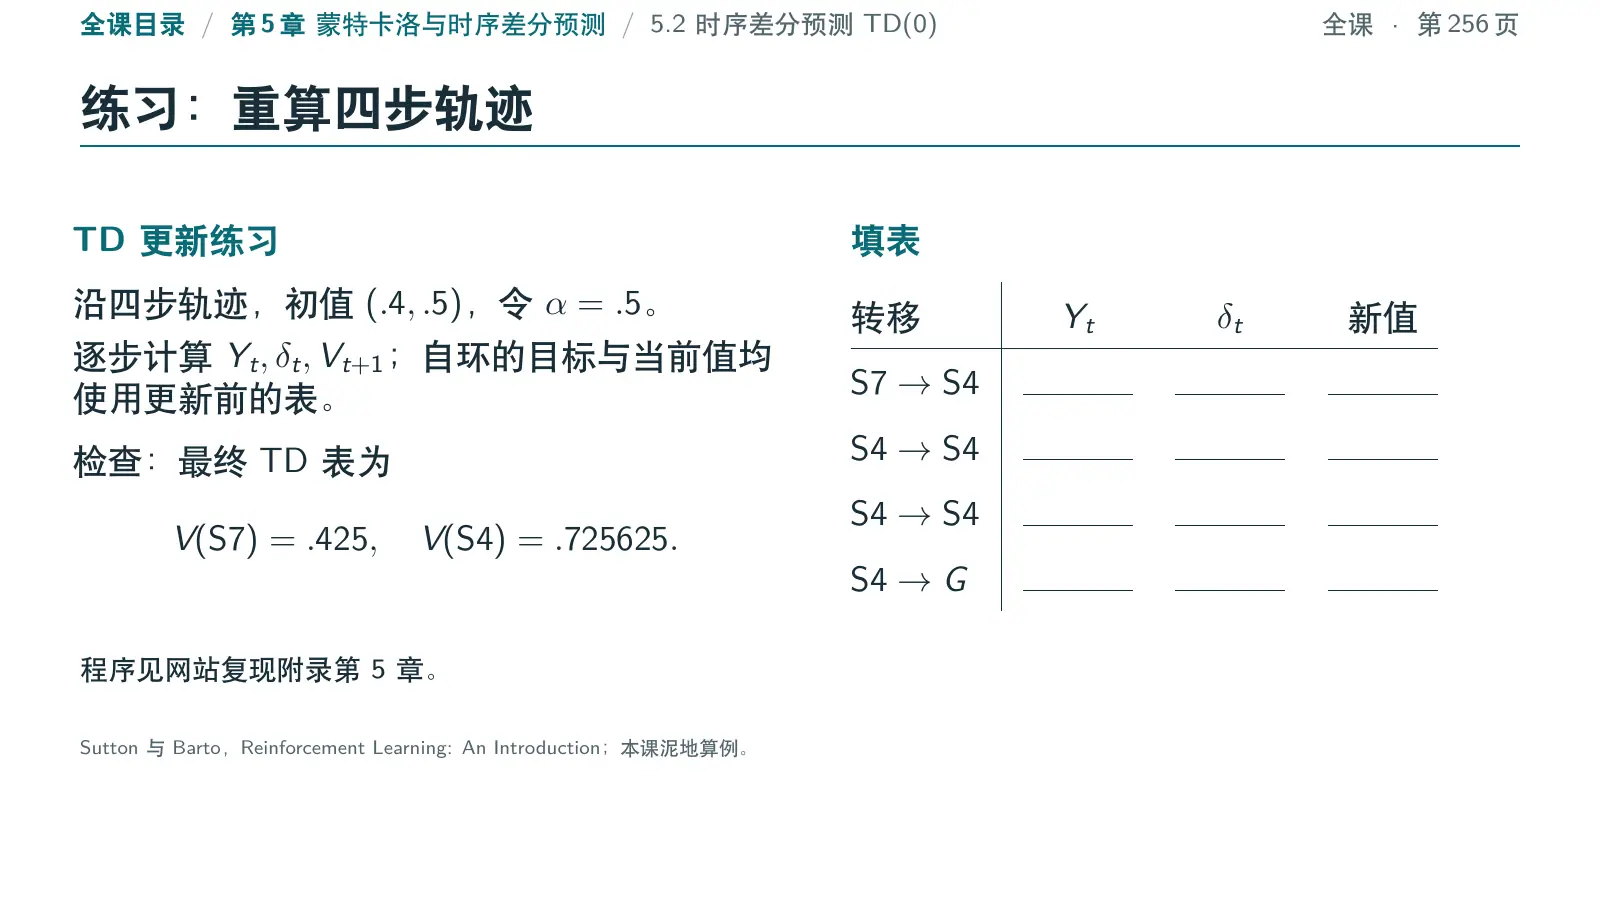 全课目录 / 第 5 章 蒙特卡洛与时序差分预测 / 5.2 时序差分预测 TD(0)
全课 · 第 256 页
练习：重算四步轨迹
TD 更新练习
沿四步轨迹，初值 (.4, .5)，令 α = .5。
逐步计算 Y_t, δ_t, V_{t+1}；自环的目标与当前值均
使用更新前的表。
检查：最终 TD 表为
V(S7) = .425, V(S4) = .725625.
填表
转移 Y_t δ_t 新值
S7 → S4
S4 → S4
S4 → S4
S4 → G
程序见网站复现附录第 5 章。
Sutton 与 Barto，Reinforcement Learning: An Introduction；本课泥地算例。